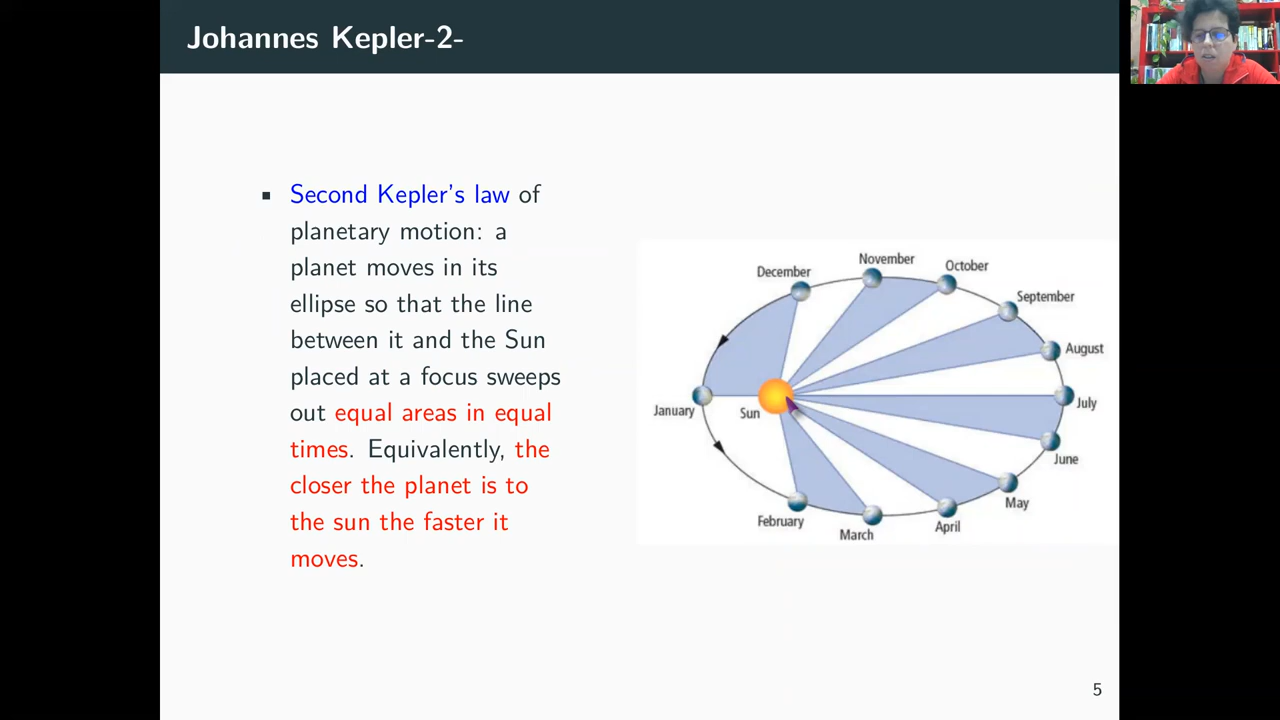 Johannes Kepler-2-
▪ Second Kepler's law of
planetary motion: a
planet moves in its
ellipse so that the line
between it and the Sun
placed at a focus sweeps
out equal areas in equal
times. Equivalently, the
closer the planet is to
the sun the faster it
moves.
November
October
December
September
August
January
Sun
July
June
May
February
April
March
5